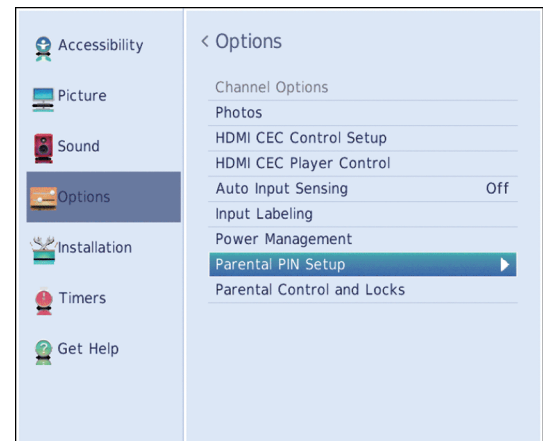 Accessibility
Picture
Sound
Options
Installation
Timers
Get Help
< Options
Channel Options
Photos
HDMI CEC Control Setup
HDMI CEC Player Control
Auto Input Sensing Off
Input Labeling
Power Management
Parental PIN Setup
Parental Control and Locks